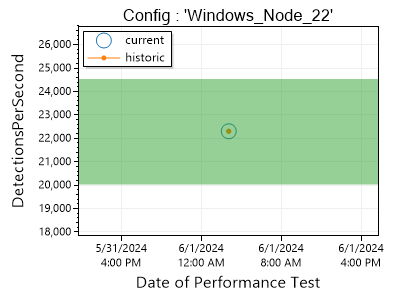 Config : 'Windows_Node_22'
current
historic
DetectionsPerSecond
26,000
25,000
24,000
23,000
22,000
21,000
20,000
19,000
18,000
5/31/2024 6/1/2024 6/1/2024 6/1/2024
4:00 PM 12:00 AM 8:00 AM 4:00 PM
Date of Performance Test